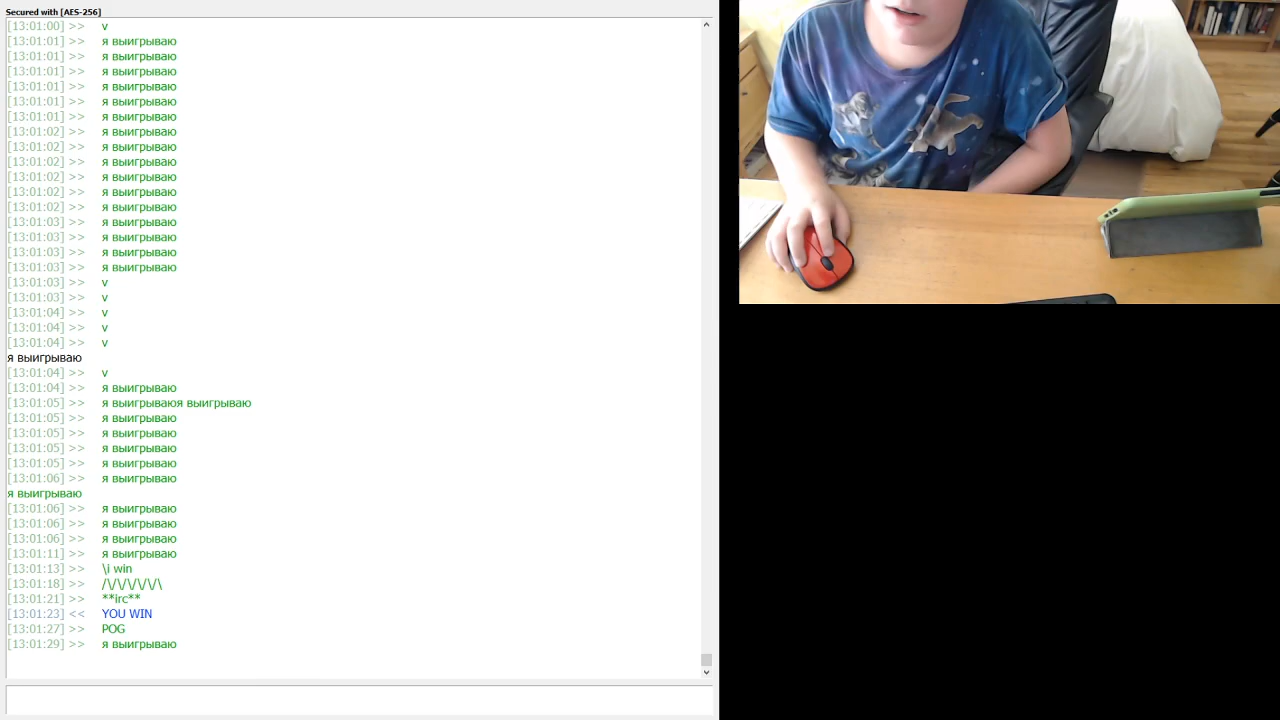 Secured with [AES-256]
[13:01:00] >> v
[13:01:01] >> я выигрываю
[13:01:01] >> я выигрываю
[13:01:01] >> я выигрываю
[13:01:01] >> я выигрываю
[13:01:01] >> я выигрываю
[13:01:01] >> я выигрываю
[13:01:02] >> я выигрываю
[13:01:02] >> я выигрываю
[13:01:02] >> я выигрываю
[13:01:02] >> я выигрываю
[13:01:02] >> я выигрываю
[13:01:02] >> я выигрываю
[13:01:03] >> я выигрываю
[13:01:03] >> я выигрываю
[13:01:03] >> я выигрываю
[13:01:03] >> я выигрываю
[13:01:03] >> v
[13:01:03] >> v
[13:01:04] >> v
[13:01:04] >> v
[13:01:04] >> v
я выигрываю
[13:01:04] >> v
[13:01:04] >> я выигрываю
[13:01:05] >> я выигрываюя выигрываю
[13:01:05] >> я выигрываю
[13:01:05] >> я выигрываю
[13:01:05] >> я выигрываю
[13:01:05] >> я выигрываю
[13:01:06] >> я выигрываю
я выигрываю
[13:01:06] >> я выигрываю
[13:01:06] >> я выигрываю
[13:01:06] >> я выигрываю
[13:01:11] >> я выигрываю
[13:01:13] >> \i win
[13:01:18] >> /\/\/\/\/\/\
[13:01:21] >> **irc**
[13:01:23] << YOU WIN
[13:01:27] >> POG
[13:01:29] >> я выигрываю